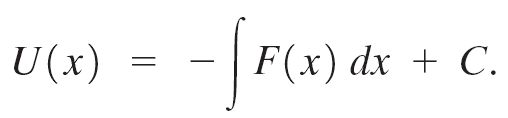 U(x) = -∫F(x) dx + C.